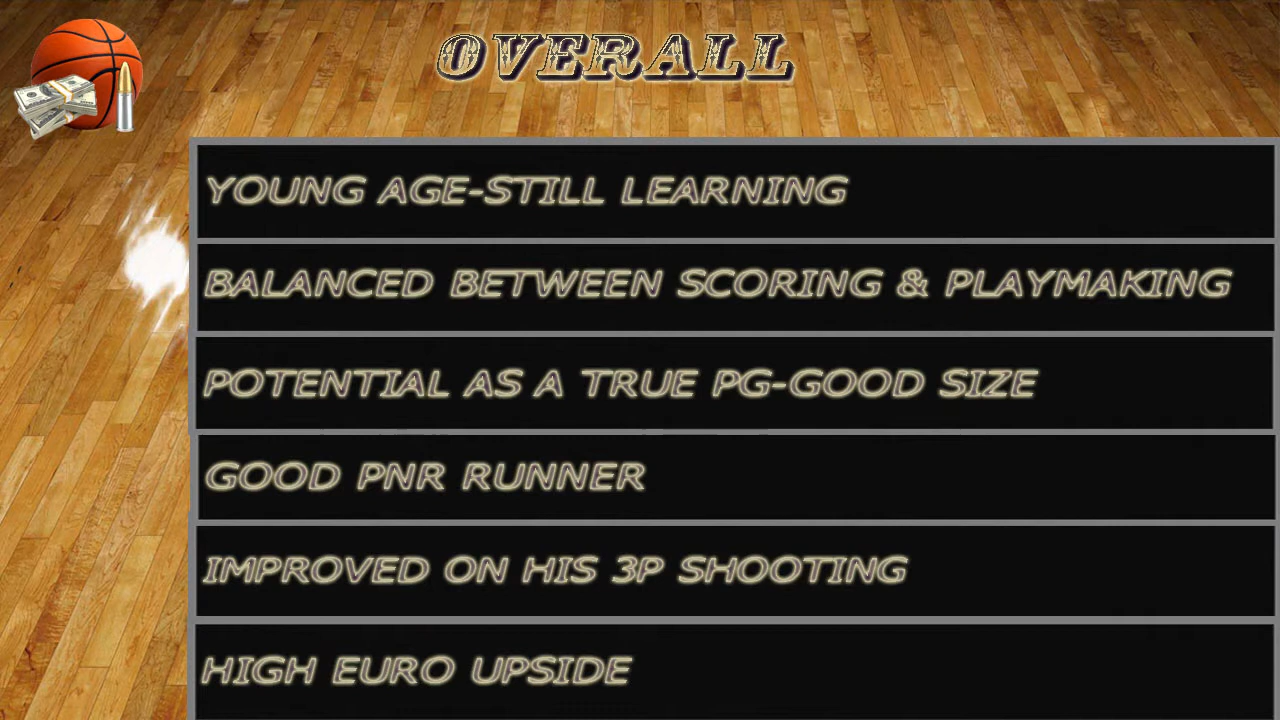 OVERALL
YOUNG AGE-STILL LEARNING
BALANCED BETWEEN SCORING & PLAYMAKING
POTENTIAL AS A TRUE PG-GOOD SIZE
GOOD PNR RUNNER
IMPROVED ON HIS 3P SHOOTING
HIGH EURO UPSIDE